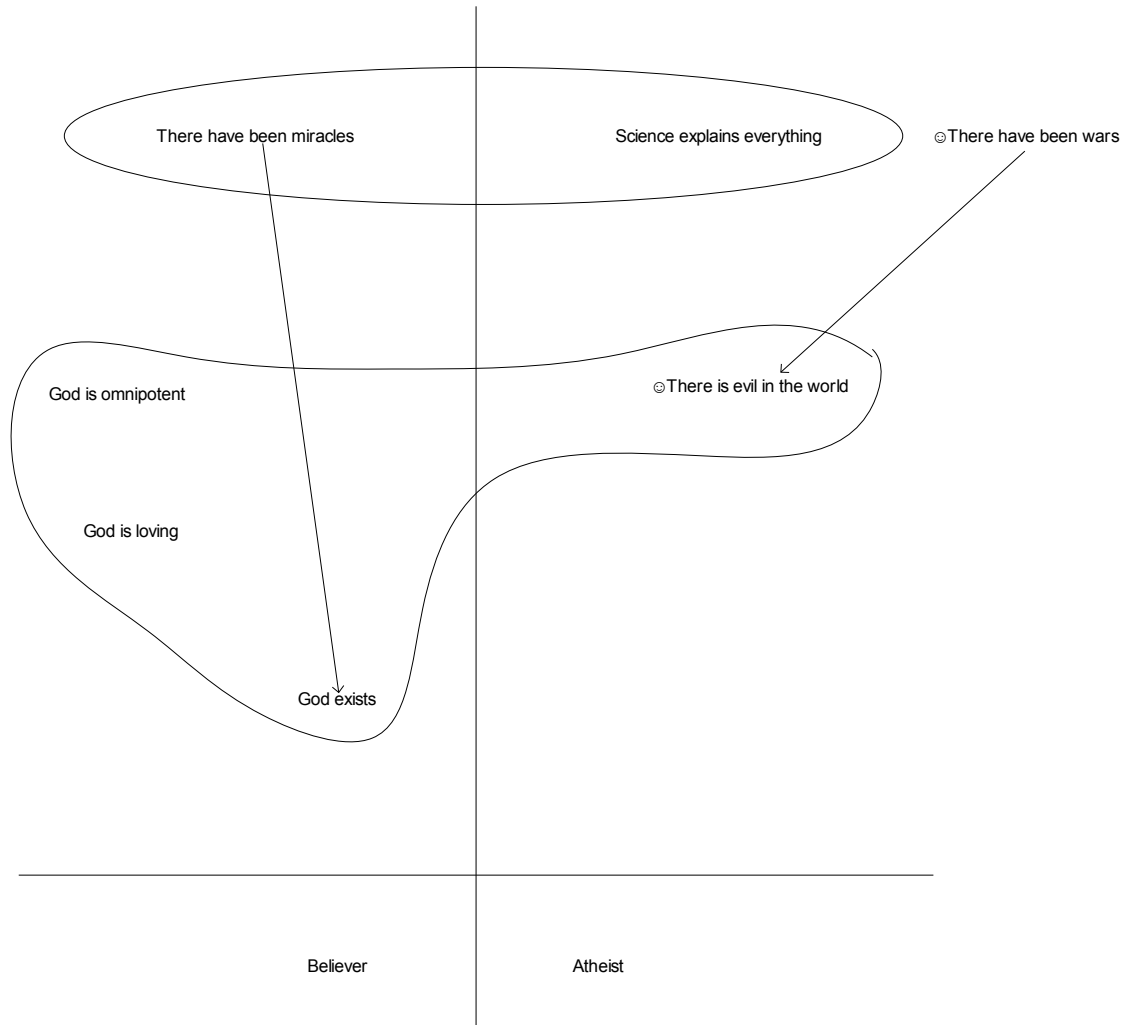 There have been miracles
Science explains everything
☺There have been wars
God is omnipotent
☺There is evil in the world
God is loving
God exists
Believer
Atheist